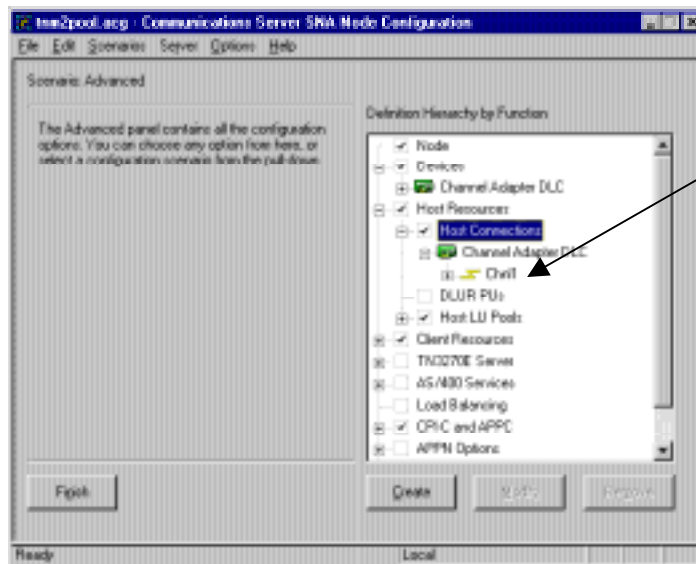 tnm2pool.acg - Communications Server SNA Node Configuration
File Edit Scenarios Server Options Help
Scenario: Advanced
Definition Hierarchy by Function
The Advanced panel contains all the configuration
options. You can choose any option from here, or
select a configuration scenario from the pull-down
Node
Devices
Channel Adapter DLC
Host Resources
Host Connections
Channel Adapter DLC
DLUR PUs
Host LU Pools
Client Resources
TN3270E Server
AS/400 Services
Load Balancing
CPI-C and APPC
APPN Options
Finish
Create Modify Remove
Ready Local